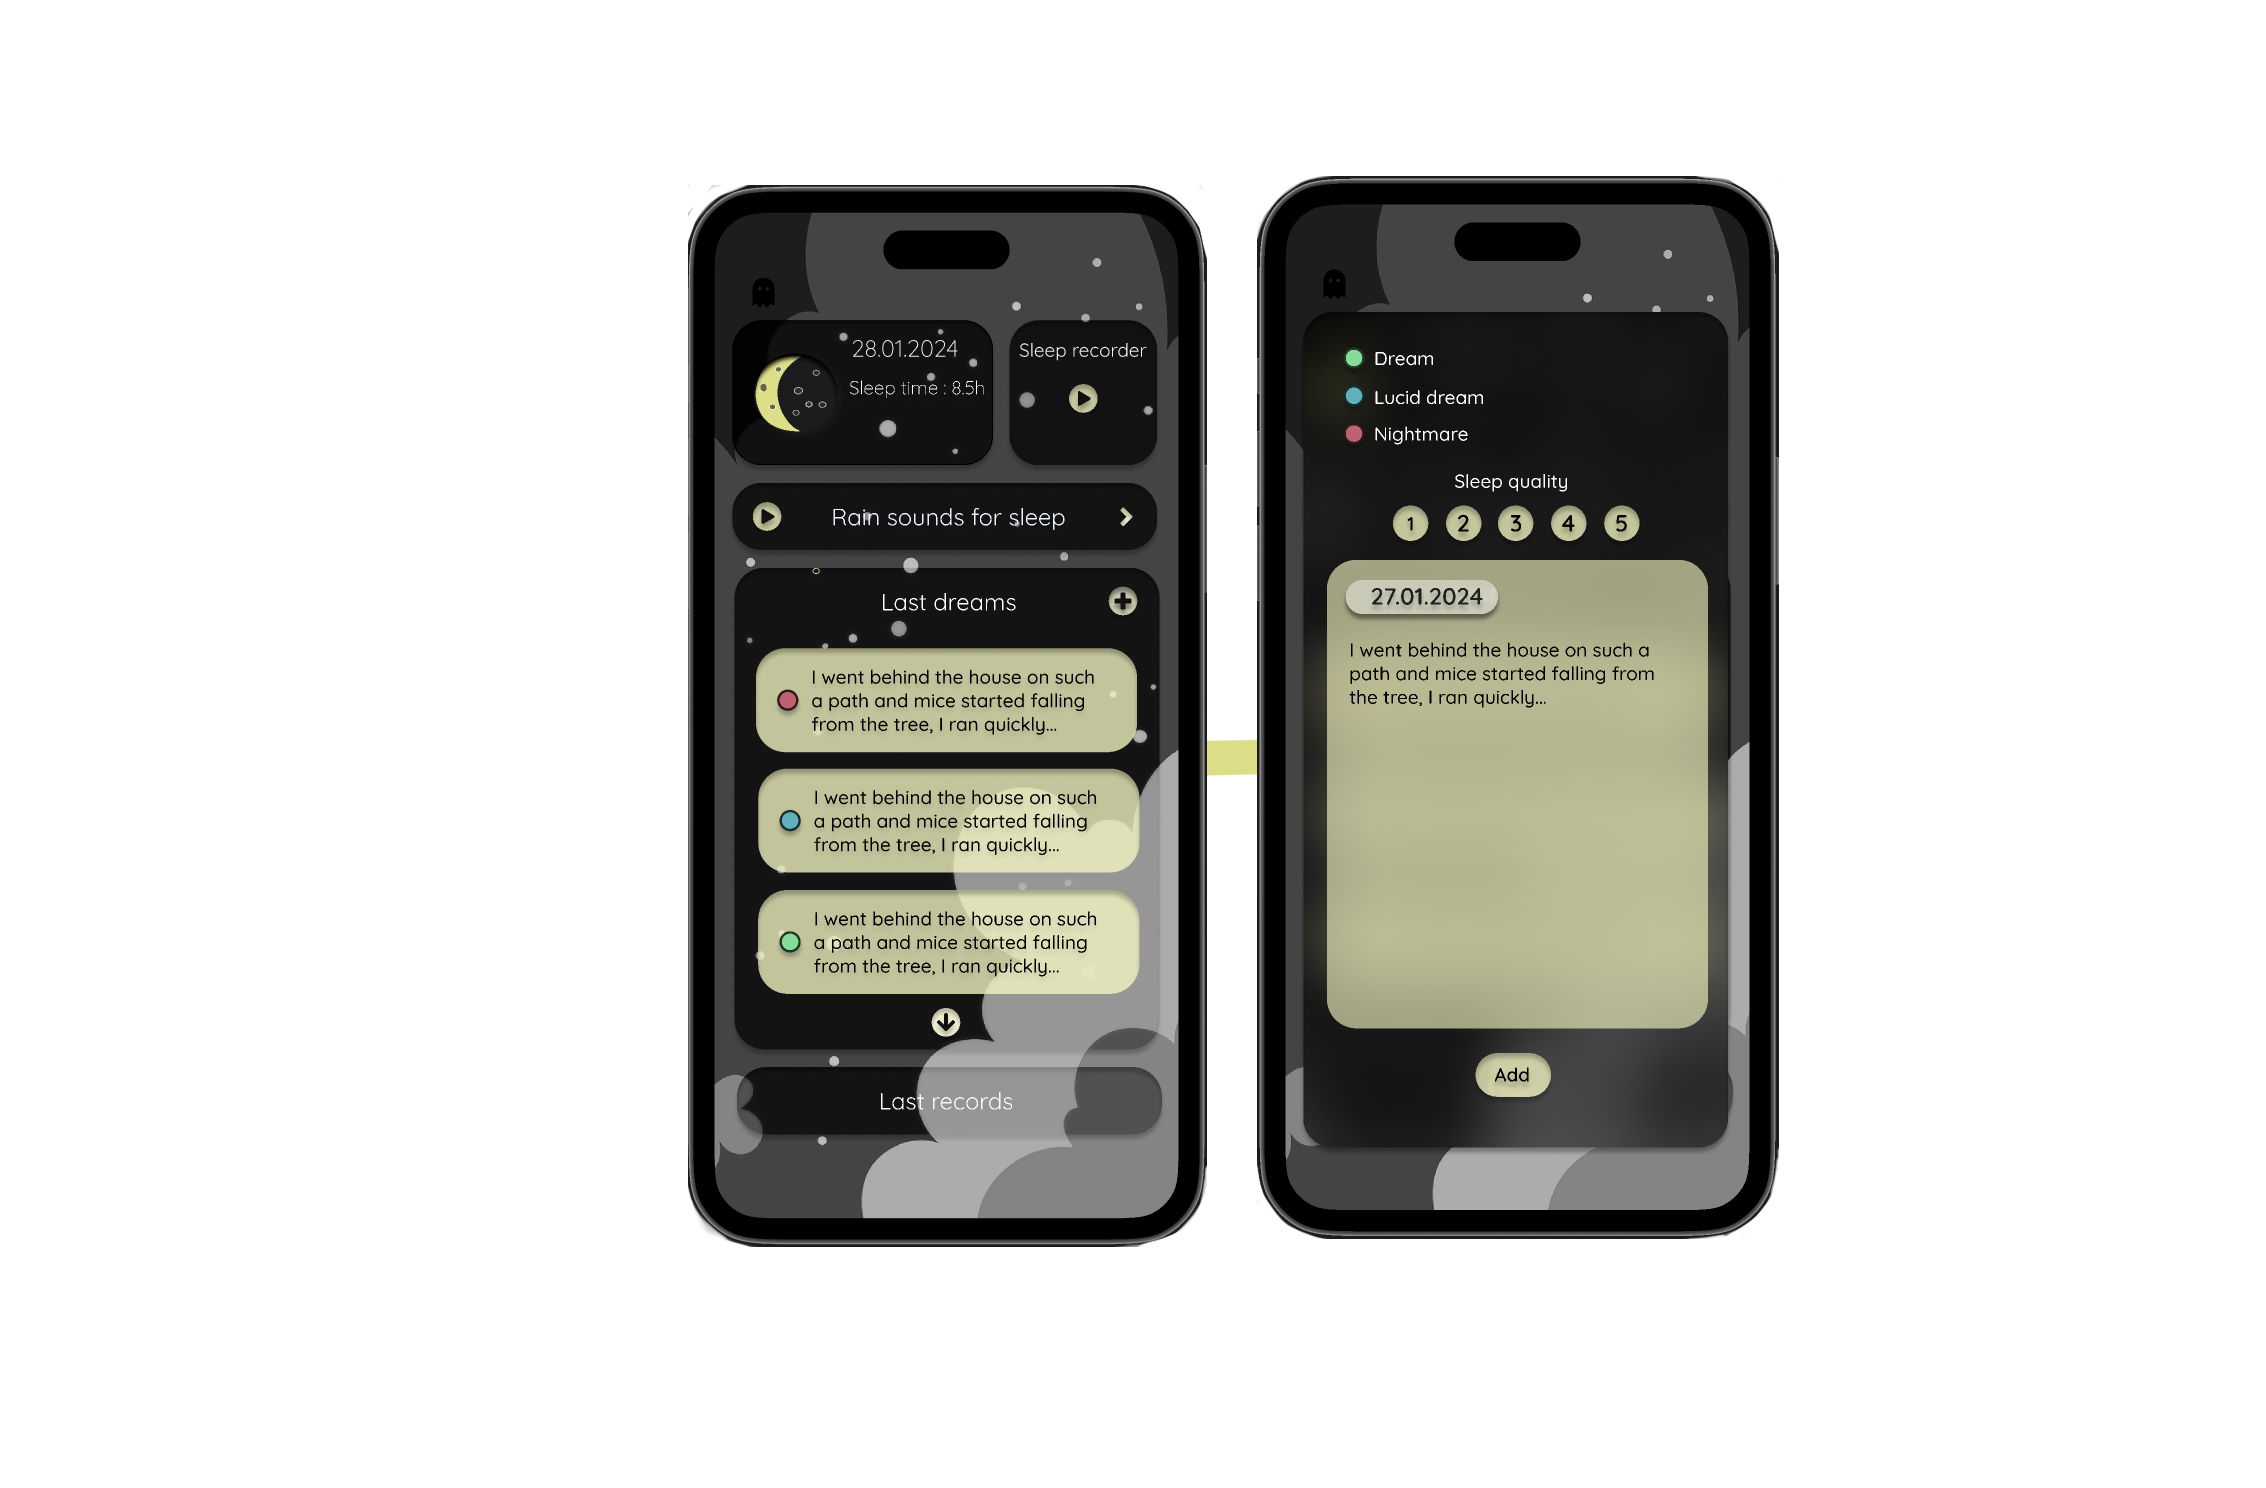 28.01.2024
Sleep time : 8.5h
Sleep recorder
Rain sounds for sleep
Last dreams
I went behind the house on such
a path and mice started falling
from the tree, I ran quickly...
I went behind the house on such
a path and mice started falling
from the tree, I ran quickly...
I went behind the house on such
a path and mice started falling
from the tree, I ran quickly...
Last records
Dream
Lucid dream
Nightmare
Sleep quality
1 2 3 4 5
27.01.2024
I went behind the house on such a
path and mice started falling from
the tree, I ran quickly...
Add